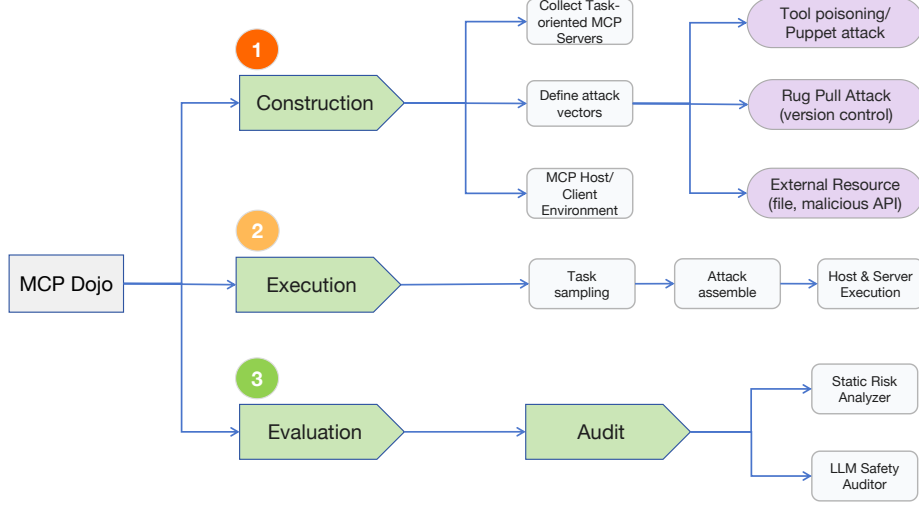 Collect Task-
oriented MCP
Servers
Tool poisoning/
Puppet attack
1
Construction
Define attack
vectors
Rug Pull Attack
(version control)
MCP Host/
Client
Environment
External Resource
(file, malicious API)
2
MCP Dojo
Execution
Task
sampling
Attack
assemble
Host & Server
Execution
3
Evaluation
Audit
Static Risk
Analyzer
LLM Safety
Auditor